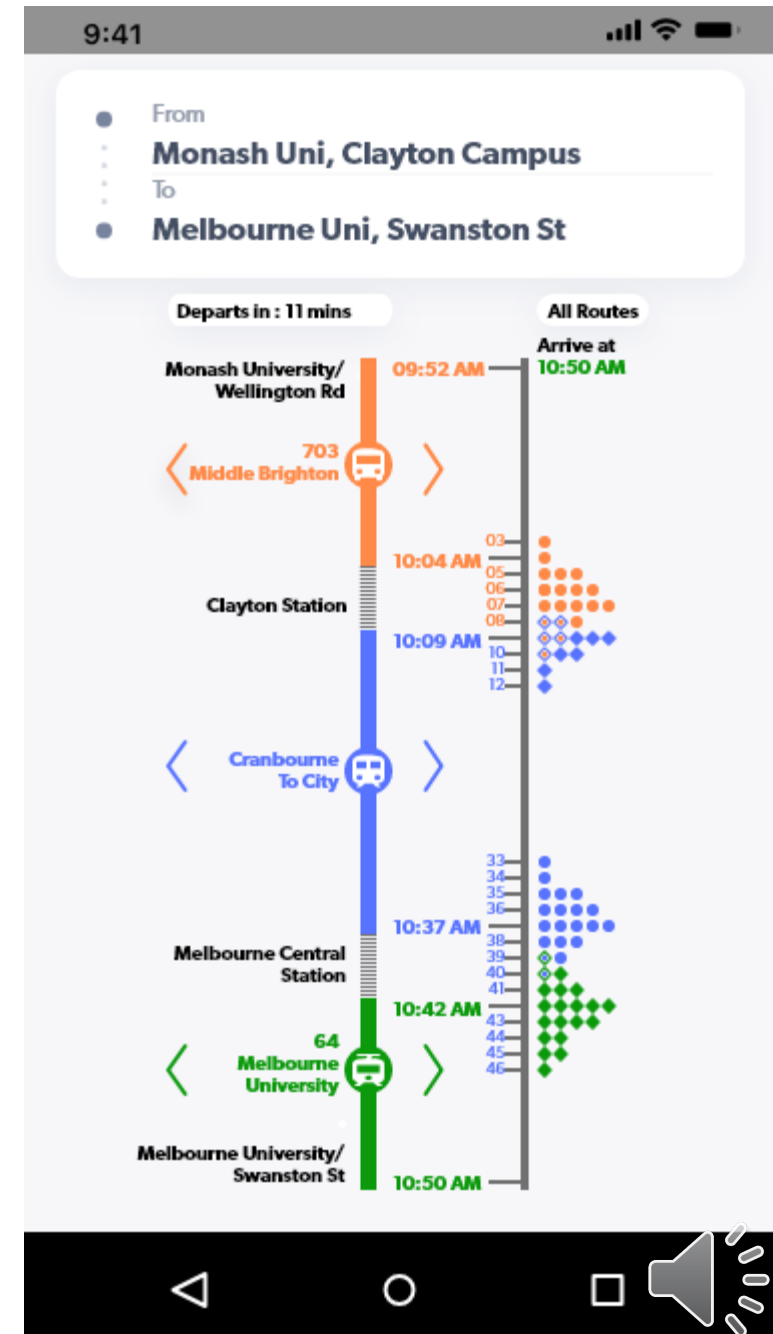 9:41
From
Monash Uni, Clayton Campus
To
Melbourne Uni, Swanston St
Departs in : 11 mins
All Routes
Arrive at
10:50 AM
Monash University/
Wellington Rd
09:52 AM
703
Middle Brighton
03
10:04 AM
05
06
07
08
Clayton Station
10:09 AM
10
11
12
Cranbourne
To City
33
34
35
36
10:37 AM
38
39
40
41
Melbourne Central
Station
10:42 AM
43
44
45
46
64
Melbourne
University
Melbourne University/
Swanston St
10:50 AM